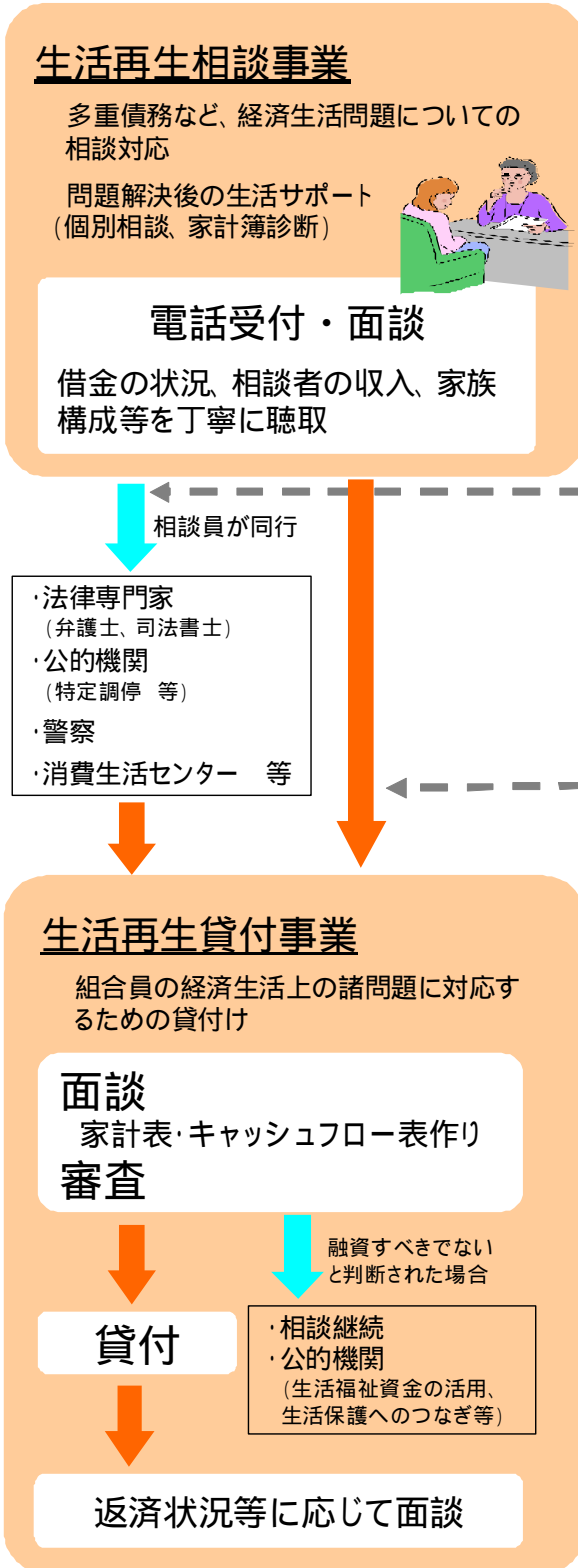 生活再生相談事業
多重債務など、経済生活問題についての
相談対応
問題解決後の生活サポート
(個別相談、家計簿診断)
電話受付・面談
借金の状況、相談者の収入、家族
構成等を丁寧に聴取
相談員が同行
・法律専門家
(弁護士、司法書士)
・公的機関
(特定調停 等)
・警察
・消費生活センター 等
生活再生貸付事業
組合員の経済生活上の諸問題に対応す
るための貸付け
面談
家計表・キャッシュフロー表作り
審査
融資すべきでない
と判断された場合
貸付
・相談継続
・公的機関
(生活福祉資金の活用、
生活保護へのつなぎ等)
返済状況等に応じて面談